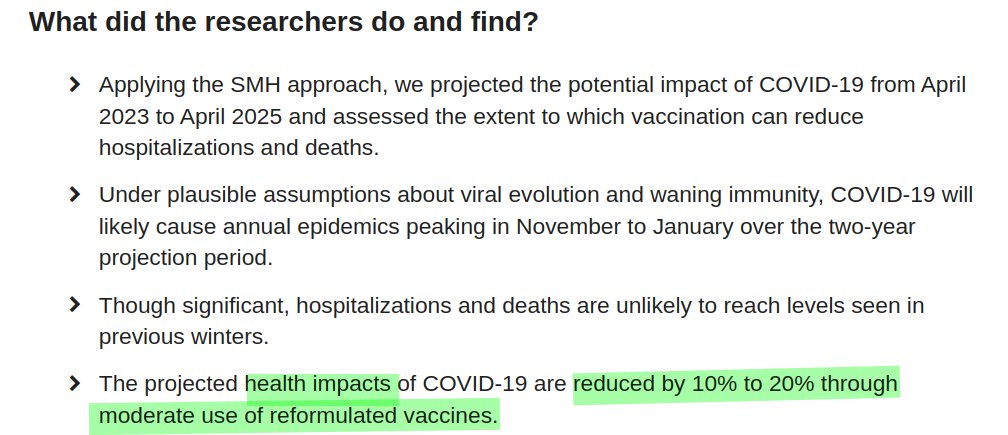 What did the researchers do and find?
Applying the SMH approach, we projected the potential impact of COVID-19 from April
2023 to April 2025 and assessed the extent to which vaccination can reduce
hospitalizations and deaths.
Under plausible assumptions about viral evolution and waning immunity, COVID-19 will
likely cause annual epidemics peaking in November to January over the two-year
projection period.
Though significant, hospitalizations and deaths are unlikely to reach levels seen in
previous winters.
The projected health impacts of COVID-19 are reduced by 10% to 20% through
moderate use of reformulated vaccines.